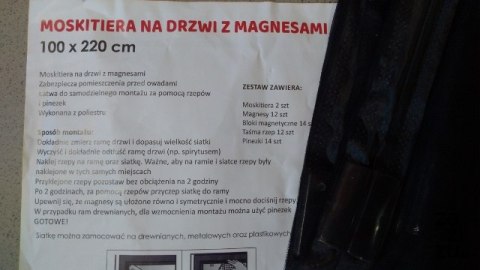 MOSKITIERA NA DRZWI Z MAGNESAMI
100 x 220 cm
Moskitiera na drzwi z magnesami
Zabezpiecza pomieszczenia przed owadami
Łatwa do samodzielnego montażu za pomocą rzepów
i pinezek
Wykonana z poliestru
ZESTAW ZAWIERA:
Moskitiera 2 szt
Magnesy 12 szt
Bloki magnetyczne 14 s
Taśma rzep 12 szt
Pinezki 14 szt
Sposób montażu:
Dokładnie zmierz ramę drzwi i dopasuj wielkość siatki
Wyczyść i dokładnie odtłuść ramę drzwi (np. spirytusem)
Naklej rzepy na ramę oraz siatkę. Ważne, aby na ramie i siatce rzepy były
naklejone w tych samych miejscach
Przyklejone rzepy pozostaw bez obciążenia na 2 godziny
Po 2 godzinach, za pomocą rzepów przyczep siatkę do ramy
Upewnij się, że magnesy są ułożone równo i symetrycznie i mocno dociśnij rzepy
W przypadku ram drewnianych, dla wzmocnienia montażu można użyć pinezek
GOTOWE!
Siatkę można zamocować na drewnianych, metalowych oraz plastikowych